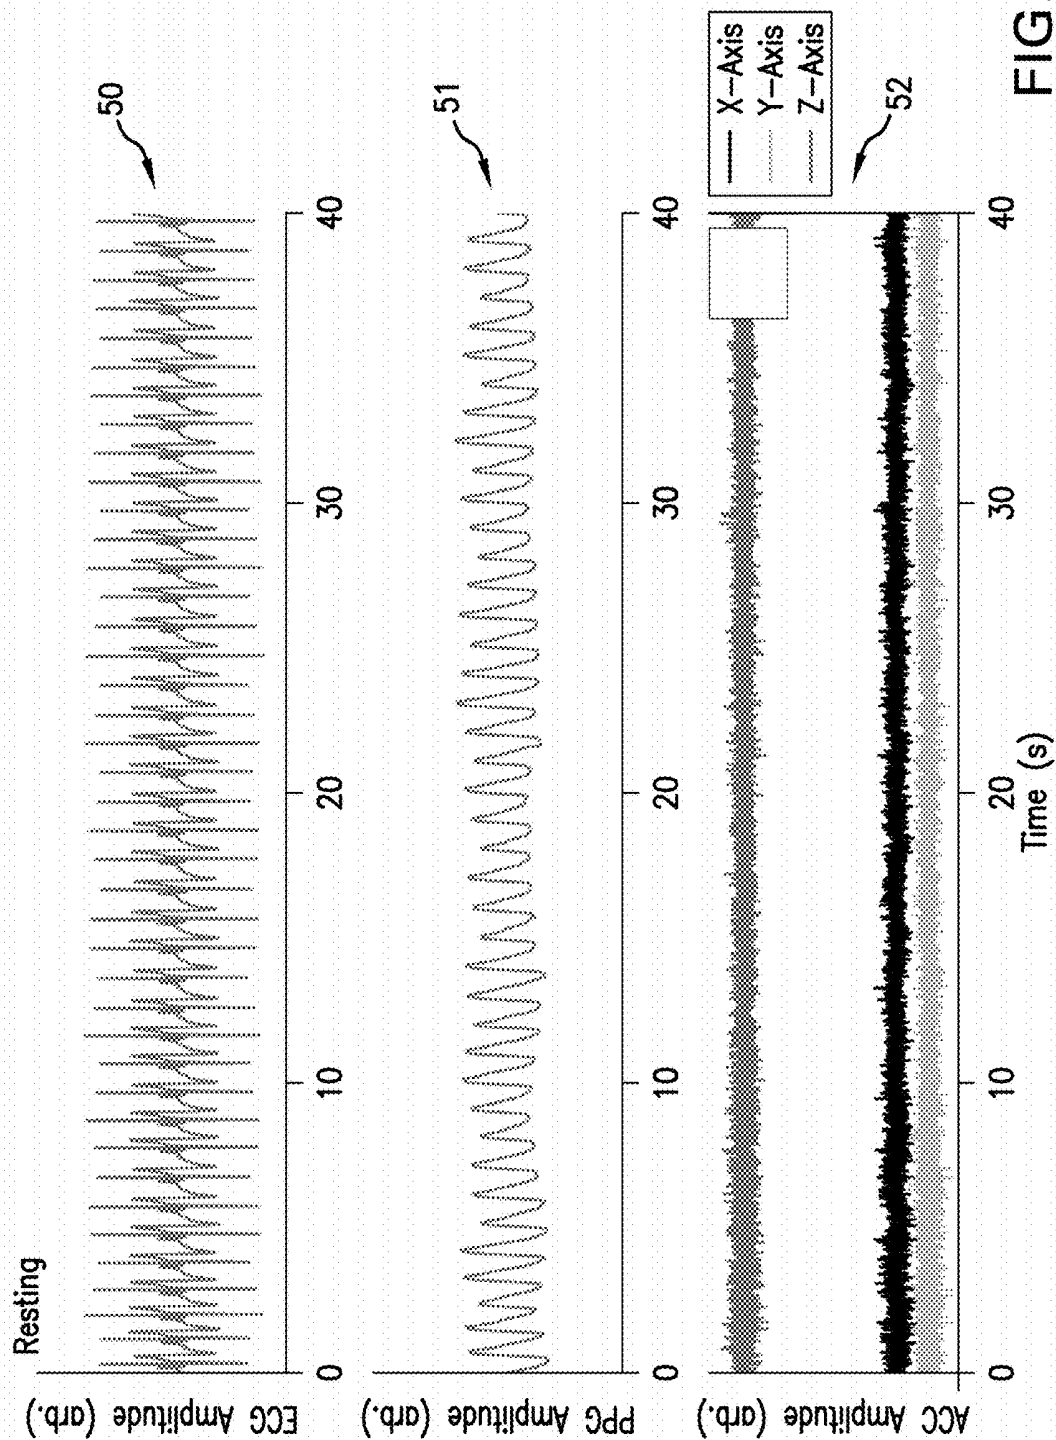 Resting
ECG Amplitude (arb.)
50
0
10
20
30
40
PPG Amplitude (arb.)
51
0
10
20
30
40
ACC Amplitude (arb.)
X-Axis
Y-Axis
Z-Axis
52
0
10
20
30
40
Time (s)
FIG